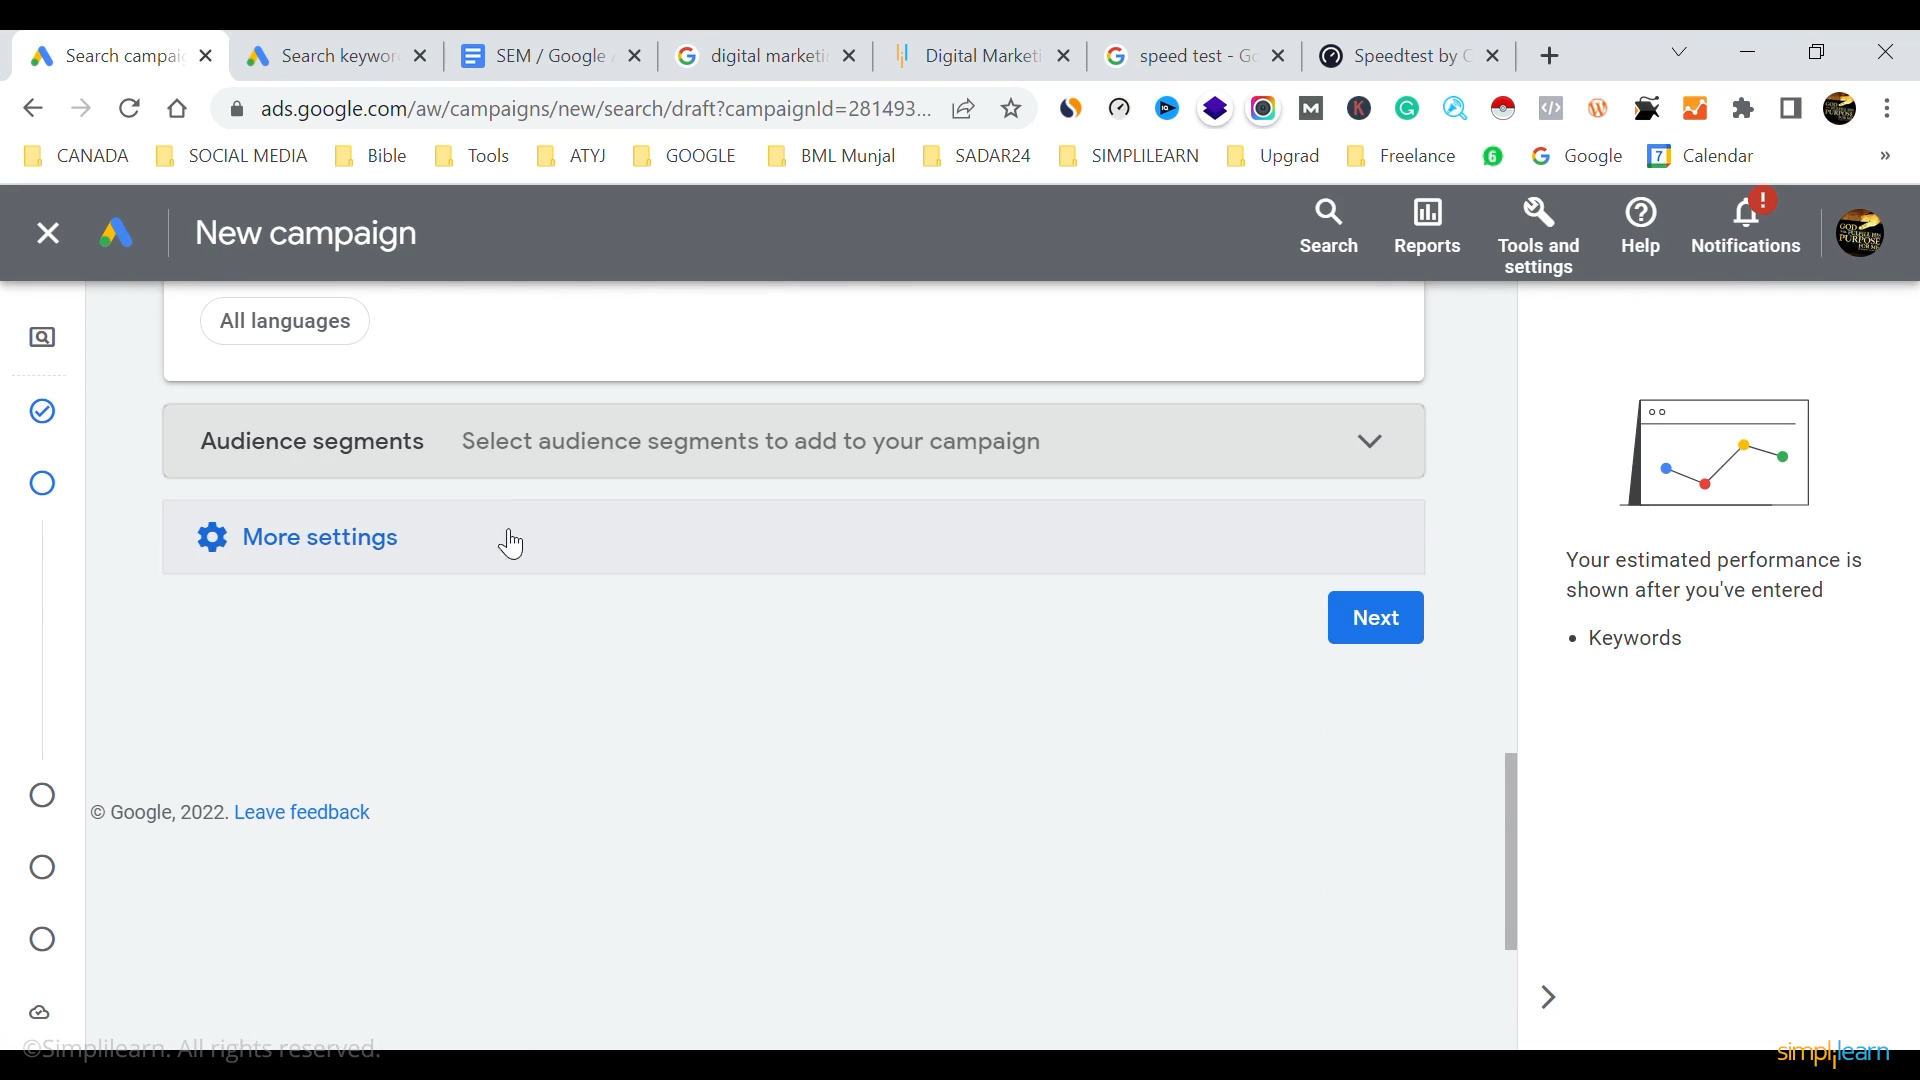 Search campaig
Search keywor
SEM / Google
digital marketi
Digital Marketi
speed test - Go
Speedtest by
ads.google.com/aw/campaigns/new/search/draft?campaignId=281493...
CANADA
SOCIAL MEDIA
Bible
Tools
ATYJ
GOOGLE
BML Munjal
SADAR24
SIMPLILEARN
Upgrad
Freelance
Google
Calendar
»
New campaign
Search
Reports
Tools and
settings
Help
Notifications
All languages
Audience segments Select audience segments to add to your campaign
More settings
Next
Your estimated performance is
shown after you've entered
• Keywords
© Google, 2022. Leave feedback
©Simplilearn. All rights reserved.
simplilearn